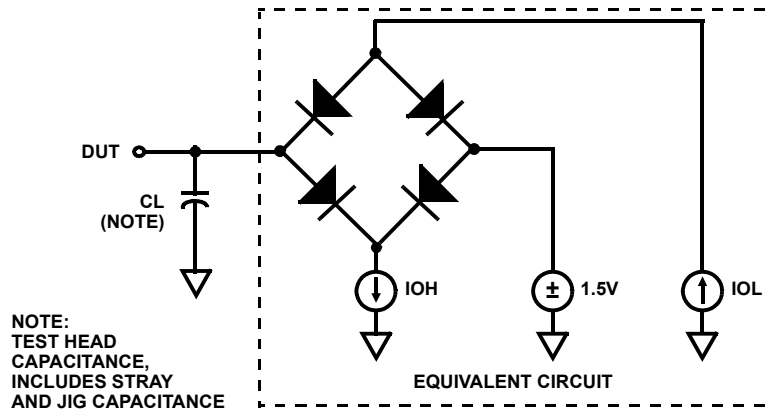 DUT
CL
(NOTE)
IOH
±
1.5V
IOL
NOTE:
TEST HEAD
CAPACITANCE,
INCLUDES STRAY
AND JIG CAPACITANCE
EQUIVALENT CIRCUIT